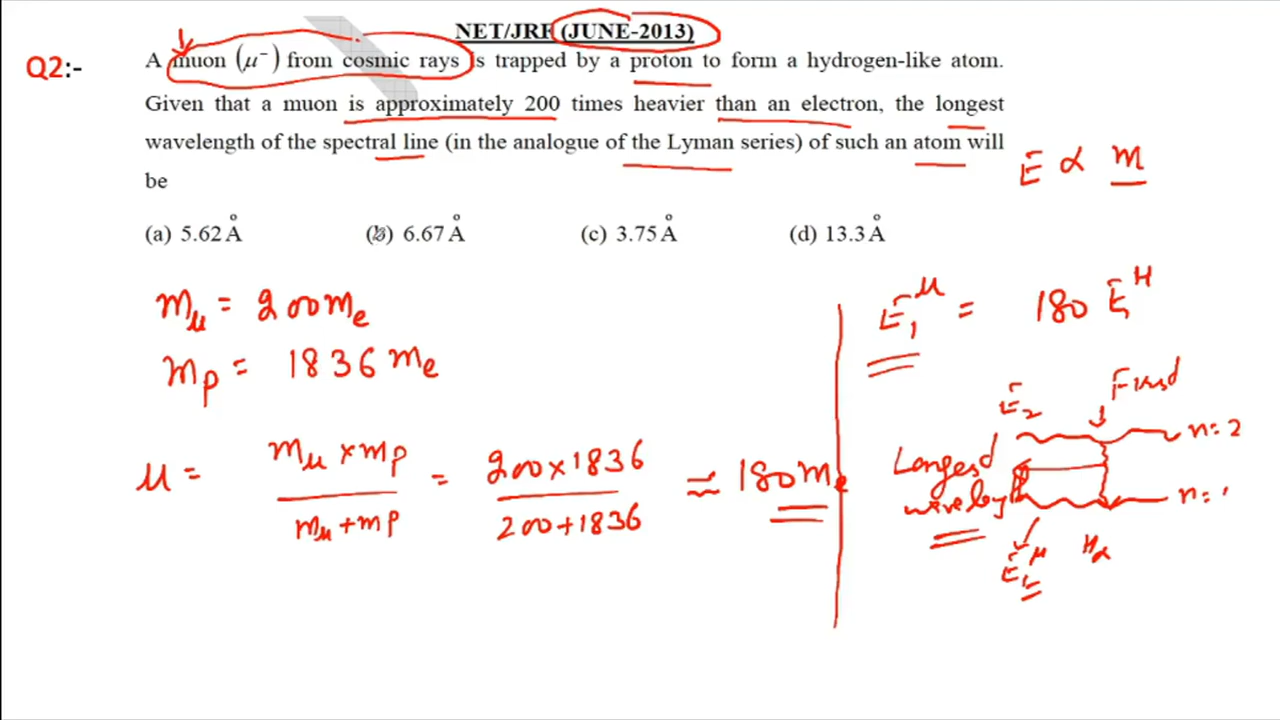 NET/JRF (JUNE-2013)
Q2:- A muon (μ⁻) from cosmic rays is trapped by a proton to form a hydrogen-like atom.
Given that a muon is approximately 200 times heavier than an electron, the longest
wavelength of the spectral line (in the analogue of the Lyman series) of such an atom will
be
E ∝ m
(a) 5.62 Å (b) 6.67 Å (c) 3.75 Å (d) 13.3 Å
mμ = 200 me
mp = 1836 me
μ = mμ × mp / mμ + mp = 200 × 1836 / 200 + 1836 ≈ 180 me
E₁^μ = 180 E₁^H
E₂ First
n=2
Longest
n=
E₁^μ Hα